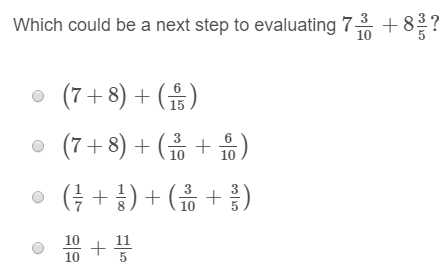 Which could be a next step to evaluating 7 3/10 + 8 3/5?
(7 + 8) + (6/15)
(7 + 8) + (3/10 + 6/10)
(1/7 + 1/8) + (3/10 + 3/5)
10/10 + 11/5